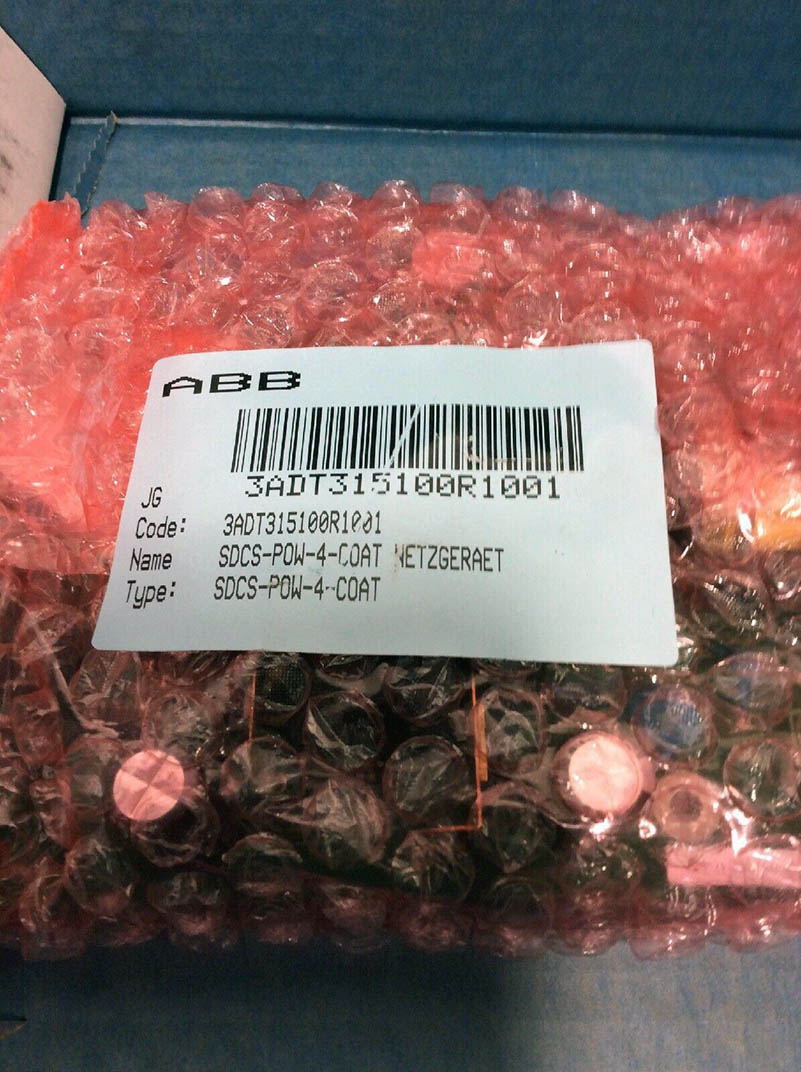 ABB
3ADT315100R1001
JG
Code: 3ADT315100R1001
Name SDCS-POW-4-COAT NETZGERAET
Type: SDCS-POW-4-COAT